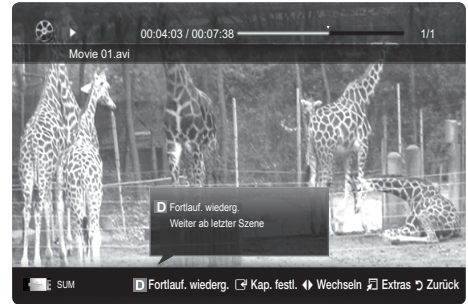 00:04:03 / 00:07:38 1/1
Movie 01.avi
D Fortlauf. wiederg.
Weiter ab letzter Szene
SUM D Fortlauf. wiederg. Kap. festl. Wechseln Extras Zurück